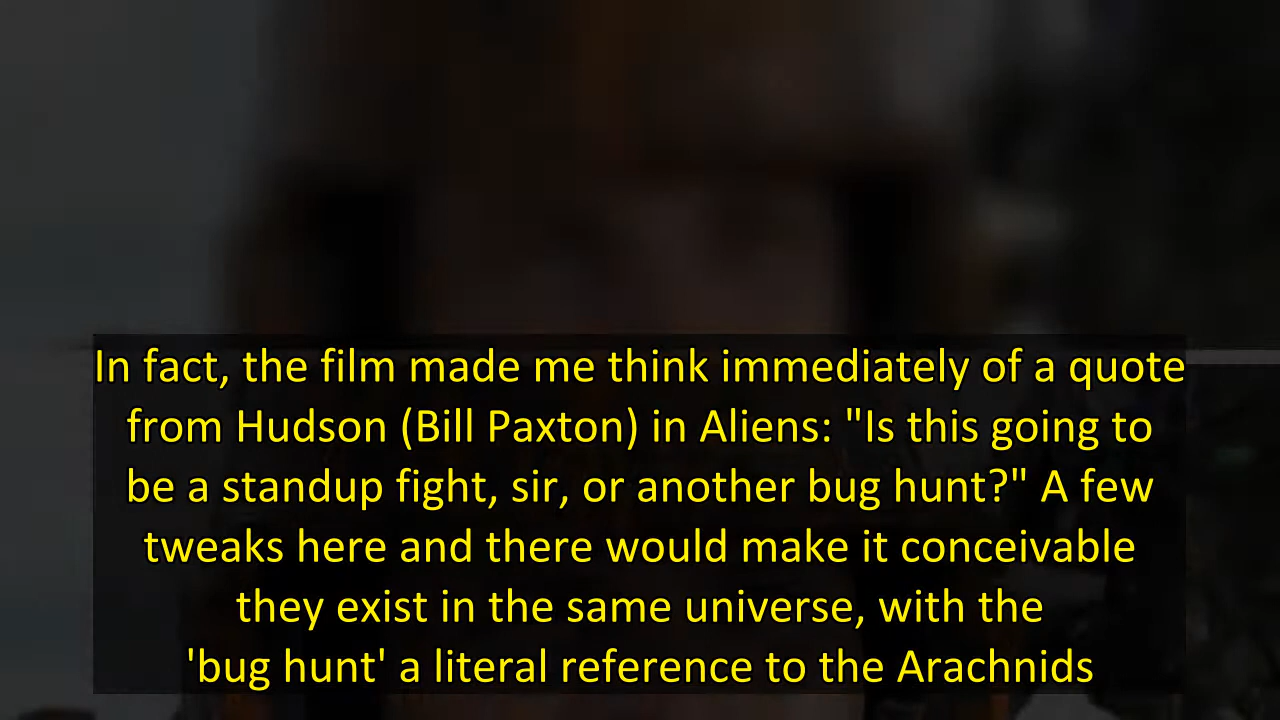 In fact, the film made me think immediately of a quote
from Hudson (Bill Paxton) in Aliens: "Is this going to
be a standup fight, sir, or another bug hunt?" A few
tweaks here and there would make it conceivable
they exist in the same universe, with the
'bug hunt' a literal reference to the Arachnids